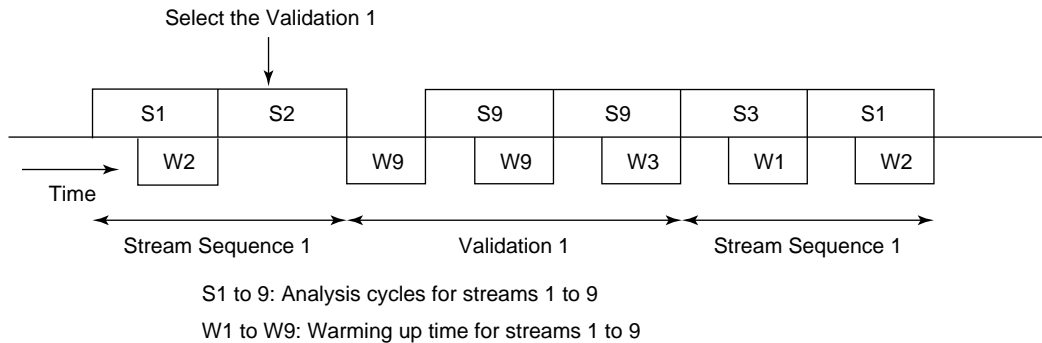 Select the Validation 1
S1 S2 S9 S9 S3 S1
W2 W9 W9 W3 W1 W2
Time
Stream Sequence 1 Validation 1 Stream Sequence 1
S1 to 9: Analysis cycles for streams 1 to 9
W1 to W9: Warming up time for streams 1 to 9